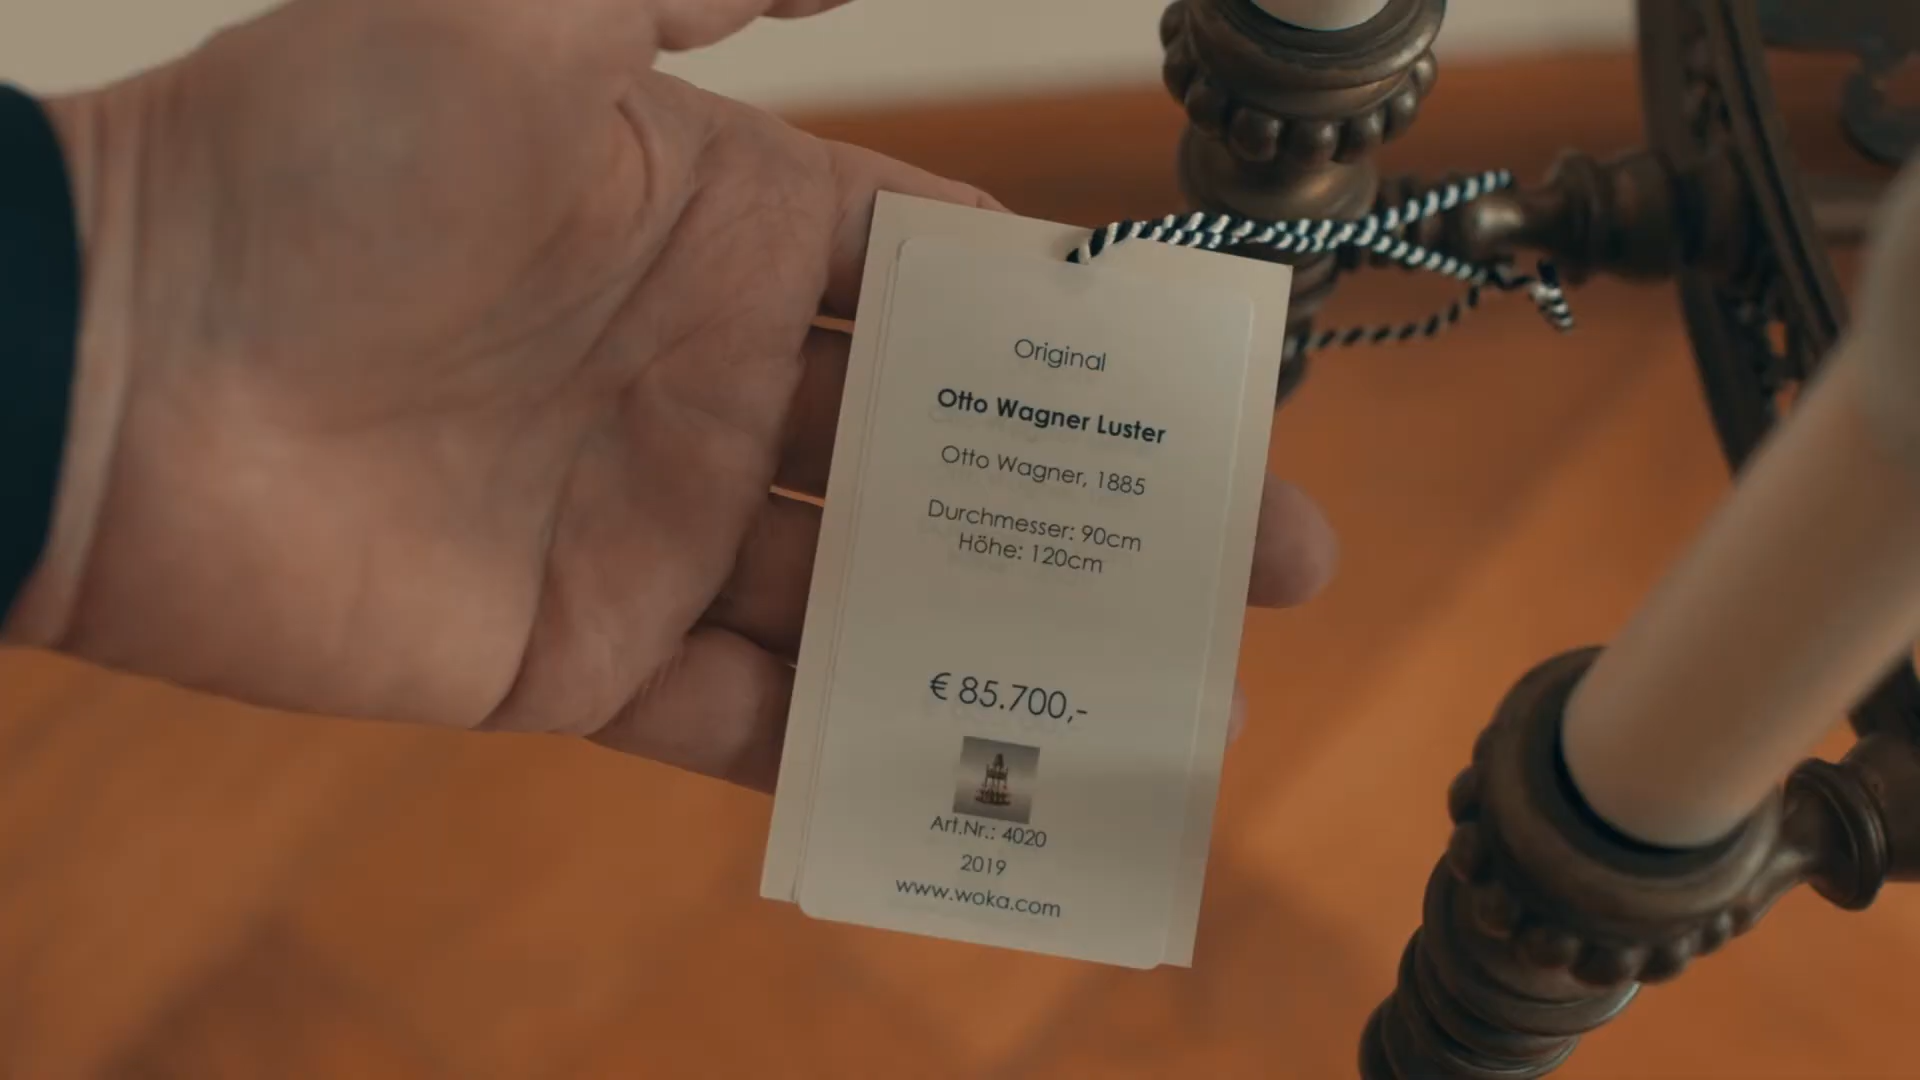 Original
Otto Wagner Luster
Otto Wagner, 1885
Durchmesser: 90cm
Höhe: 120cm
€ 85.700,-
Art.Nr.: 4020
2019
www.woka.com